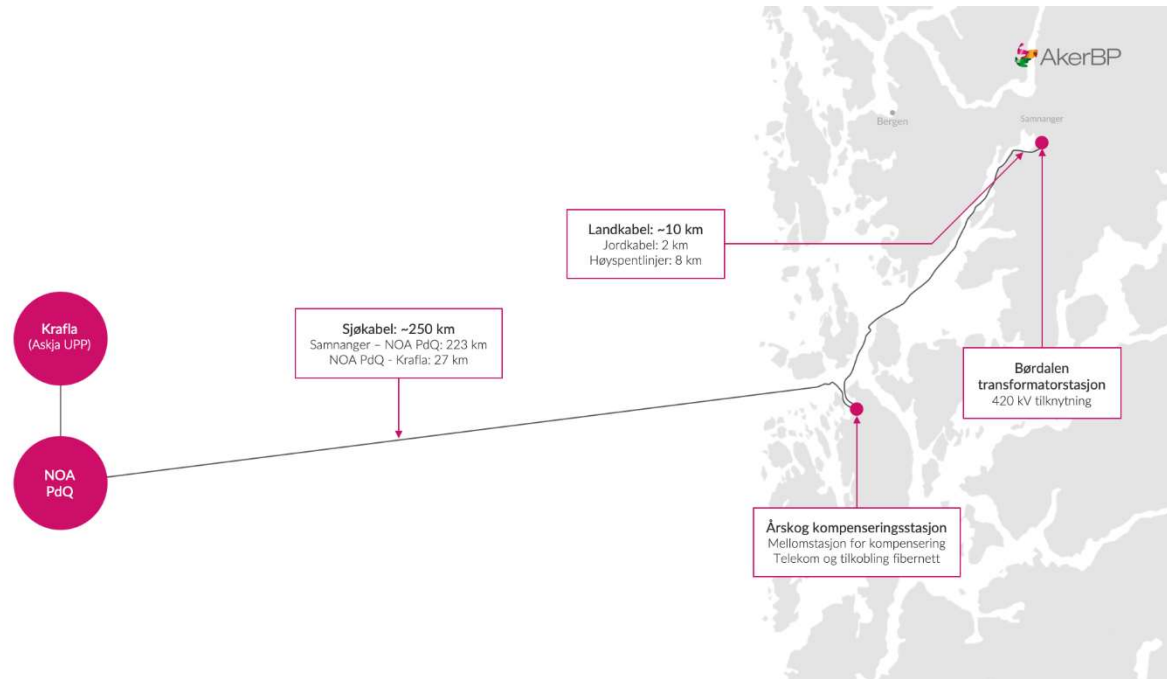 AkerBP
Bergen
Samnanger
Landkabel: ~10 km
Jordkabel: 2 km
Høyspentlinjer: 8 km
Krafla
(Askja UPP)
Sjøkabel: ~250 km
Samnanger – NOA PdQ: 223 km
NOA PdQ - Krafla: 27 km
Børdalen
transformatorstasjon
420 kV tilknytning
NOA
PdQ
Årskog kompenseringsstasjon
Mellomstasjon for kompensering
Telekom og tilkobling fibernett